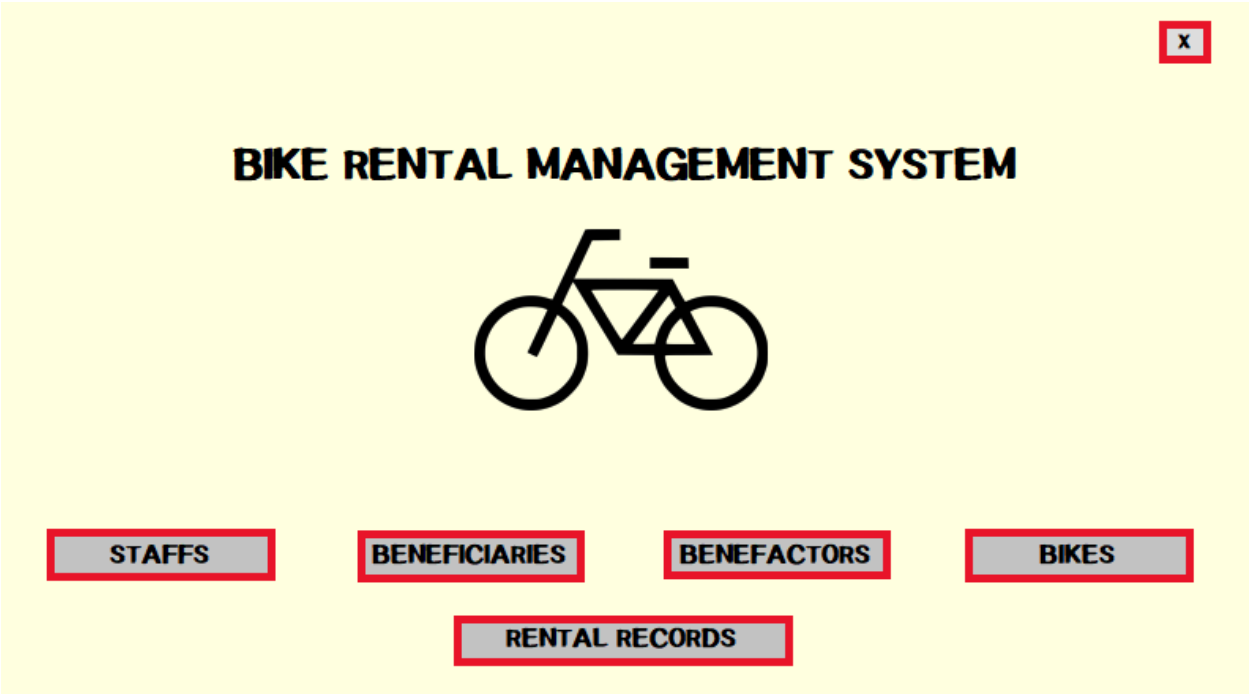 X
BIKE RENTAL MANAGEMENT SYSTEM
STAFFS BENEFICIARIES BENEFACTORS BIKES
RENTAL RECORDS